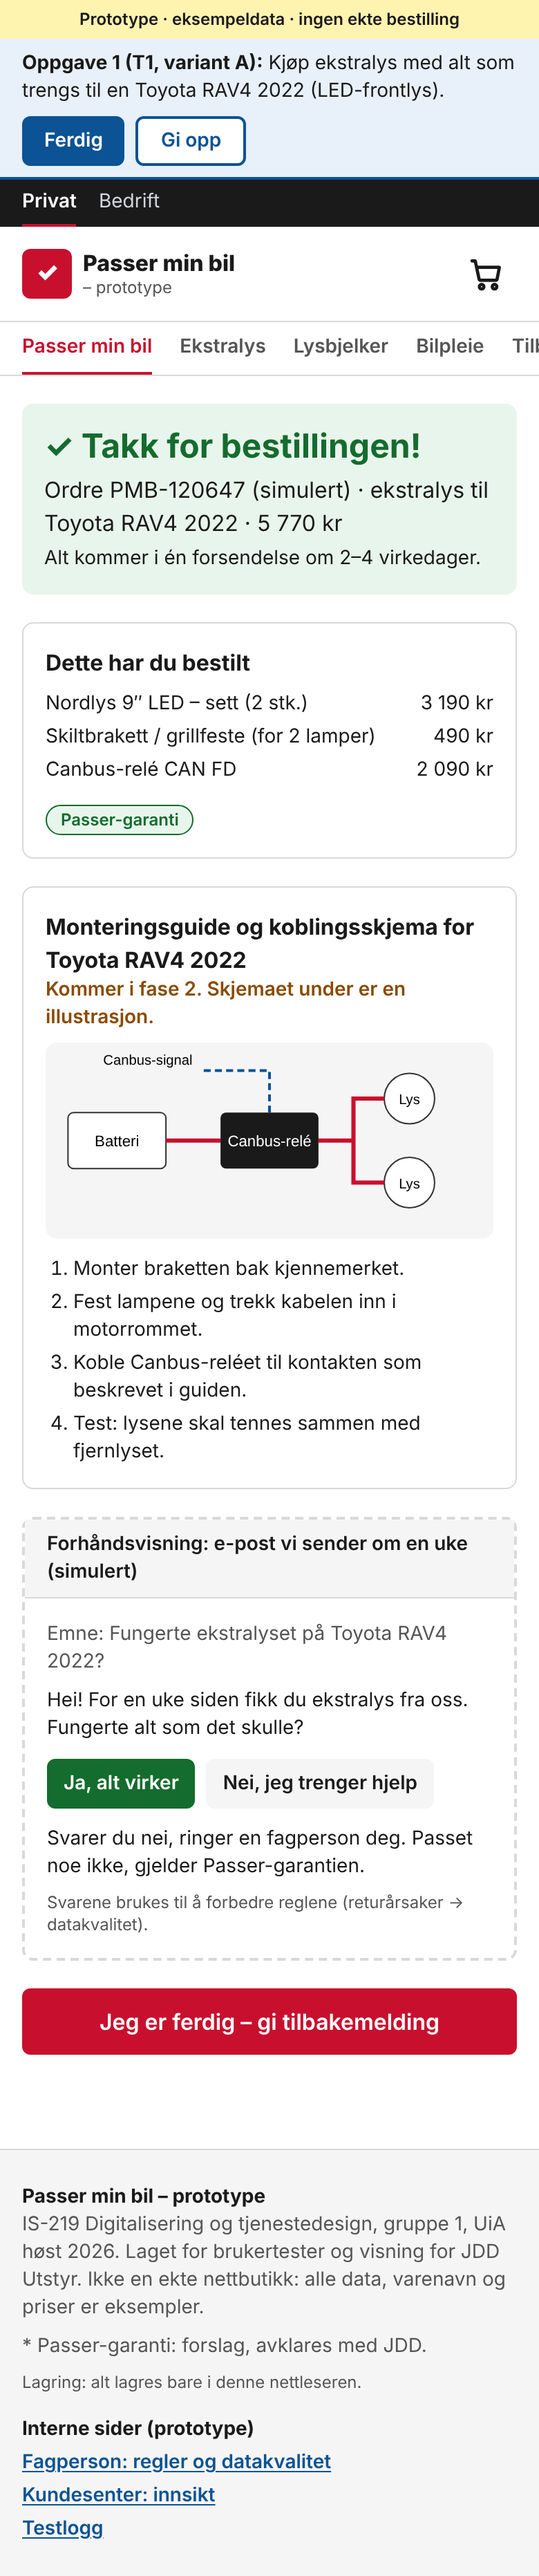 Prototype · eksempeldata · ingen ekte bestilling
Oppgave 1 (T1, variant A): Kjøp ekstralys med alt som
trengs til en Toyota RAV4 2022 (LED-frontlys).
Ferdig
Gi opp
Privat
Bedrift
Passer min bil
– prototype
Passer min bil
Ekstralys
Lysbjelker
Bilpleie
✓ Takk for bestillingen!
Ordre PMB-120647 (simulert) · ekstralys til
Toyota RAV4 2022 · 5 770 kr
Alt kommer i én forsendelse om 2–4 virkedager.
Dette har du bestilt
Nordlys 9″ LED – sett (2 stk.) 3 190 kr
Skiltbrakett / grillfeste (for 2 lamper) 490 kr
Canbus-relé CAN FD 2 090 kr
Passer-garanti
Monteringsguide og koblingsskjema for
Toyota RAV4 2022
Kommer i fase 2. Skjemaet under er en
illustrasjon.
Canbus-signal
Batteri
Canbus-relé
Lys
Lys
1. Monter braketten bak kjennemerket.
2. Fest lampene og trekk kabelen inn i
motorrommet.
3. Koble Canbus-reléet til kontakten som
beskrevet i guiden.
4. Test: lysene skal tennes sammen med
fjernlyset.
Forhåndsvisning: e-post vi sender om en uke
(simulert)
Emne: Fungerte ekstralyset på Toyota RAV4
2022?
Hei! For en uke siden fikk du ekstralys fra oss.
Fungerte alt som det skulle?
Ja, alt virker
Nei, jeg trenger hjelp
Svarer du nei, ringer en fagperson deg. Passet
noe ikke, gjelder Passer-garantien.
Svarene brukes til å forbedre reglene (returårsaker →
datakvalitet).
Jeg er ferdig – gi tilbakemelding
Passer min bil – prototype
IS-219 Digitalisering og tjenestedesign, gruppe 1, UiA
høst 2026. Laget for brukertester og visning for JDD
Utstyr. Ikke en ekte nettbutikk: alle data, varenavn og
priser er eksempler.
* Passer-garanti: forslag, avklares med JDD.
Lagring: alt lagres bare i denne nettleseren.
Interne sider (prototype)
Fagperson: regler og datakvalitet
Kundesenter: innsikt
Testlogg